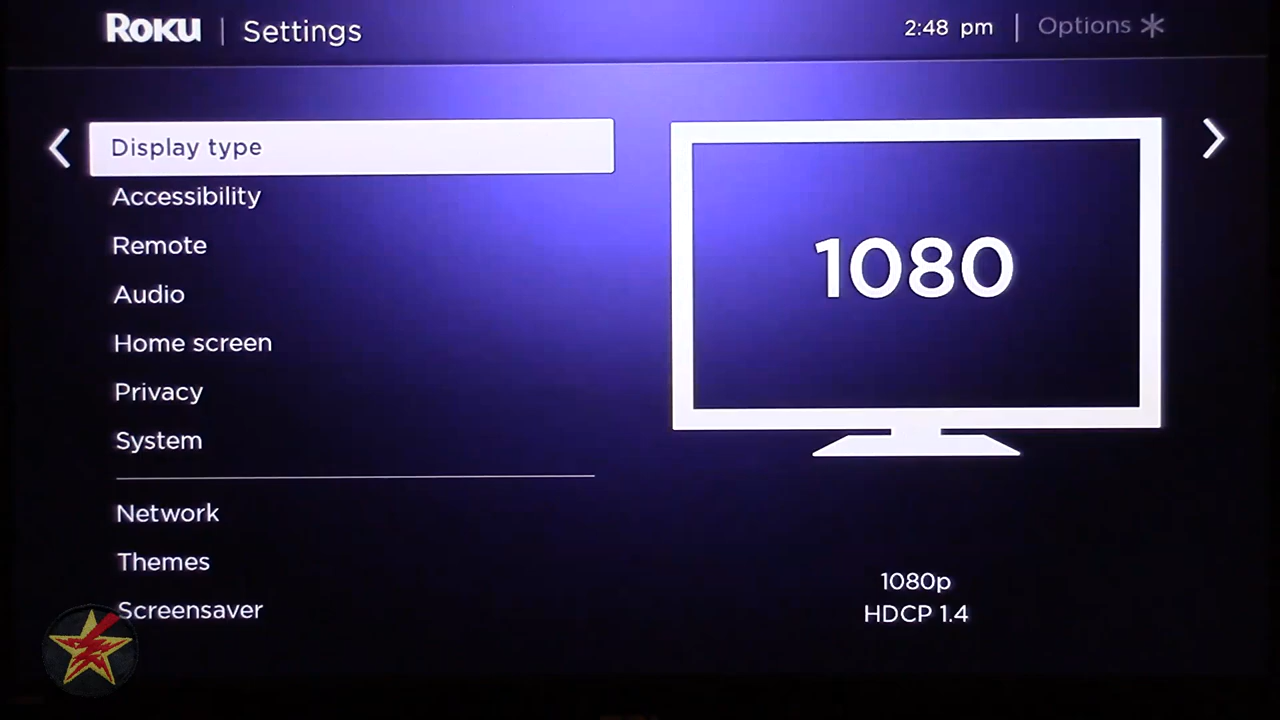 Roku | Settings
2:48 pm | Options *
Display type
Accessibility
Remote
Audio
Home screen
Privacy
System
Network
Themes
Screensaver
1080
1080p
HDCP 1.4